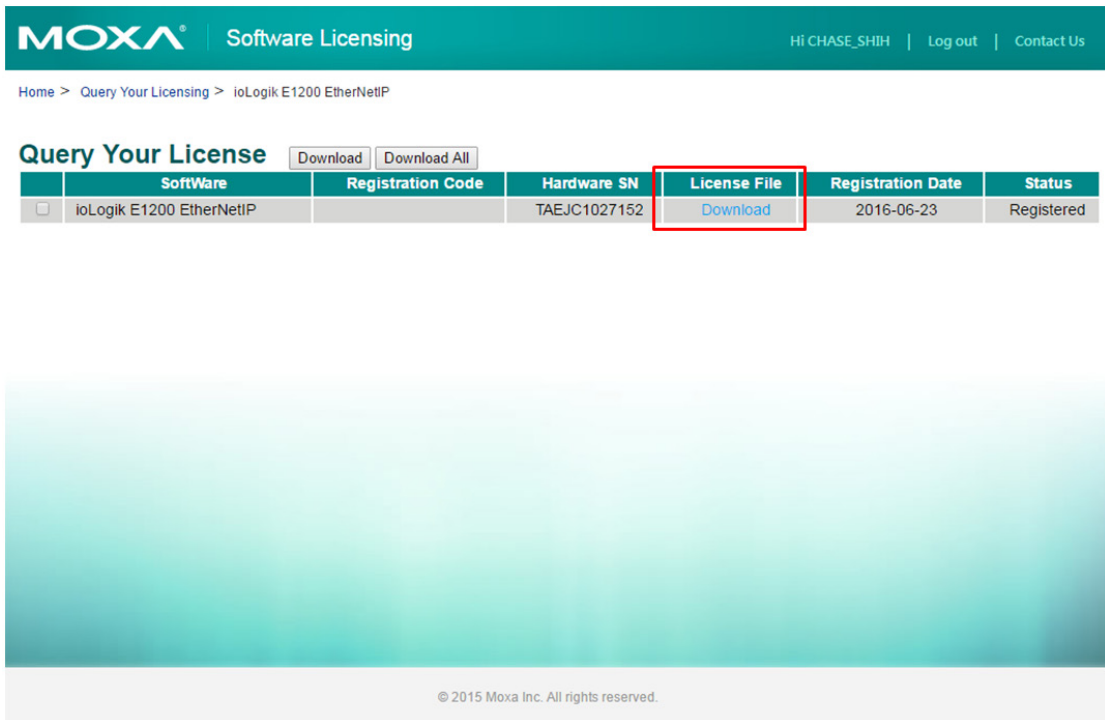 MOXA® Software Licensing Hi CHASE_SHIH | Log out | Contact Us
Home > Query Your Licensing > ioLogik E1200 EtherNetIP
Query Your License Download Download All
SoftWare Registration Code Hardware SN License File Registration Date Status
ioLogik E1200 EtherNetIP TAEJC1027152 Download 2016-06-23 Registered
© 2015 Moxa Inc. All rights reserved.